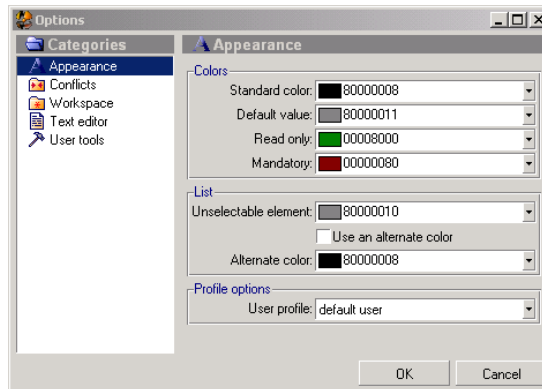 Options
Categories
Appearance
Conflicts
Workspace
Text editor
User tools
Appearance
Colors
Standard color: 80000008
Default value: 80000011
Read only: 00008000
Mandatory: 00000080
List
Unselectable element: 80000010
Use an alternate color
Alternate color: 80000008
Profile options
User profile: default user
OK Cancel